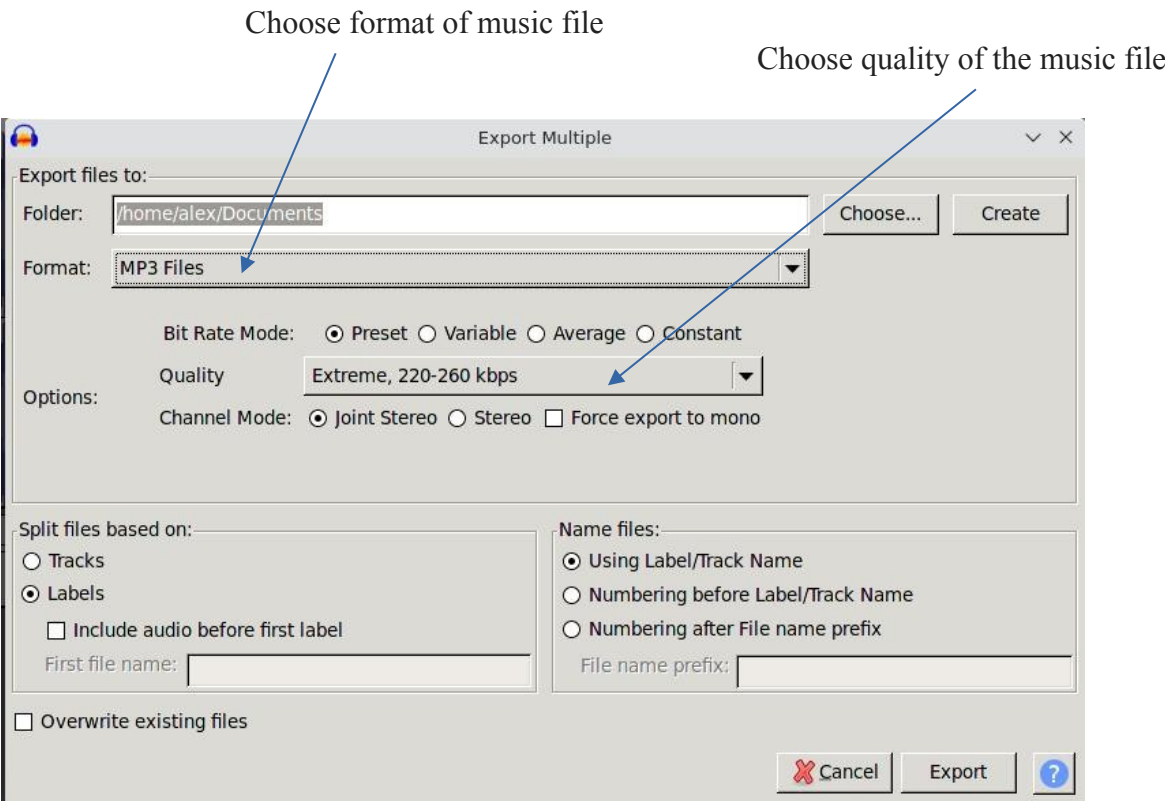 Choose format of music file
Choose quality of the music file
Export Multiple
Export files to:
Folder: /home/alex/Documents Choose... Create
Format: MP3 Files
Bit Rate Mode: Preset Variable Average Constant
Quality Extreme, 220-260 kbps
Options:
Channel Mode: Joint Stereo Stereo Force export to mono
Split files based on:
Tracks
Labels
Include audio before first label
First file name:
Name files:
Using Label/Track Name
Numbering before Label/Track Name
Numbering after File name prefix
File name prefix:
Overwrite existing files
Cancel Export ?